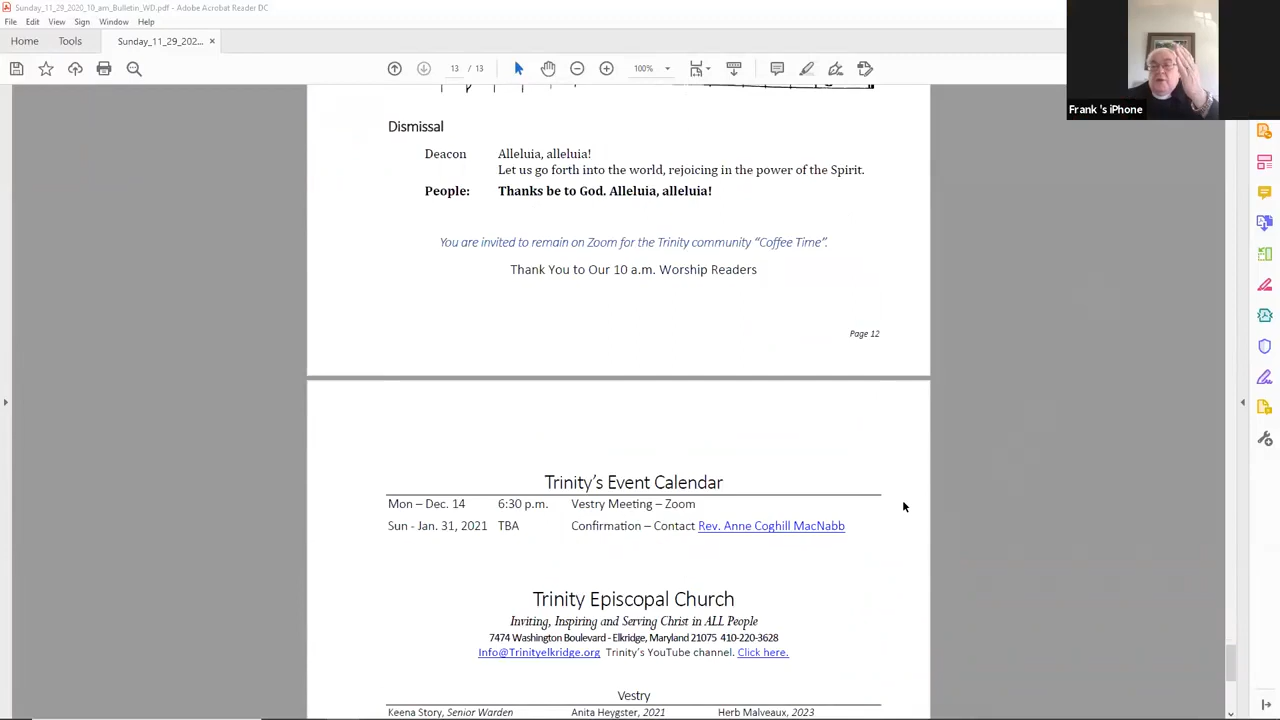 Sunday_11_29_2020_10_am_Bulletin_WD.pdf - Adobe Acrobat Reader DC
File Edit View Sign Window Help
Home Tools Sunday_11_29_202... ×
13 / 13 100%
Frank 's iPhone
Dismissal
Deacon Alleluia, alleluia!
Let us go forth into the world, rejoicing in the power of the Spirit.
People: Thanks be to God. Alleluia, alleluia!
You are invited to remain on Zoom for the Trinity community “Coffee Time”.
Thank You to Our 10 a.m. Worship Readers
Page 12
Trinity’s Event Calendar
Mon – Dec. 14 6:30 p.m. Vestry Meeting – Zoom
Sun - Jan. 31, 2021 TBA Confirmation – Contact Rev. Anne Coghill MacNabb
Trinity Episcopal Church
Inviting, Inspiring and Serving Christ in ALL People
7474 Washington Boulevard - Elkridge, Maryland 21075 410-220-3628
Info@Trinityelkridge.org Trinity’s YouTube channel. Click here.
Vestry
Keena Story, Senior Warden Anita Heygster, 2021 Herb Malveaux, 2023